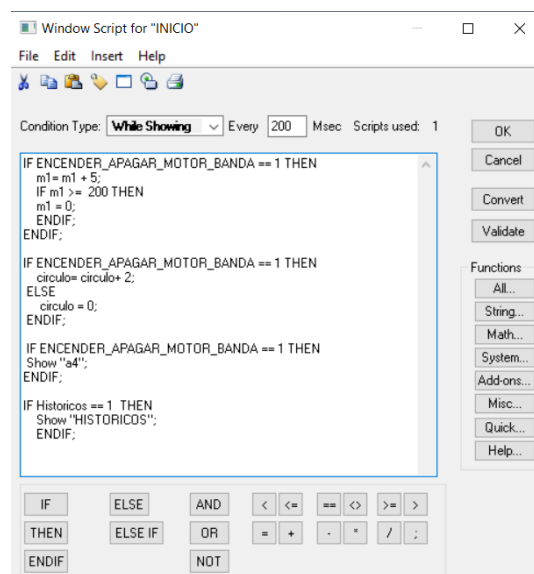 Window Script for "INICIO"
File Edit Insert Help
Condition Type: While Showing Every 200 Msec Scripts used: 1
OK
Cancel
Convert
Validate
IF ENCENDER_APAGAR_MOTOR_BANDA == 1 THEN
m1= m1 + 5;
IF m1 >= 200 THEN
m1 = 0;
ENDIF;
ENDIF;
IF ENCENDER_APAGAR_MOTOR_BANDA == 1 THEN
circulo= circulo+ 2;
ELSE
circulo = 0;
ENDIF;
IF ENCENDER_APAGAR_MOTOR_BANDA == 1 THEN
Show "a4";
ENDIF;
IF Historicos == 1 THEN
Show "HISTORICOS";
ENDIF;
Functions
All...
String...
Math...
System...
Add-ons...
Misc...
Quick...
Help...
IF ELSE AND < <= == <> >= >
THEN ELSE IF OR = + - * / ;
ENDIF NOT